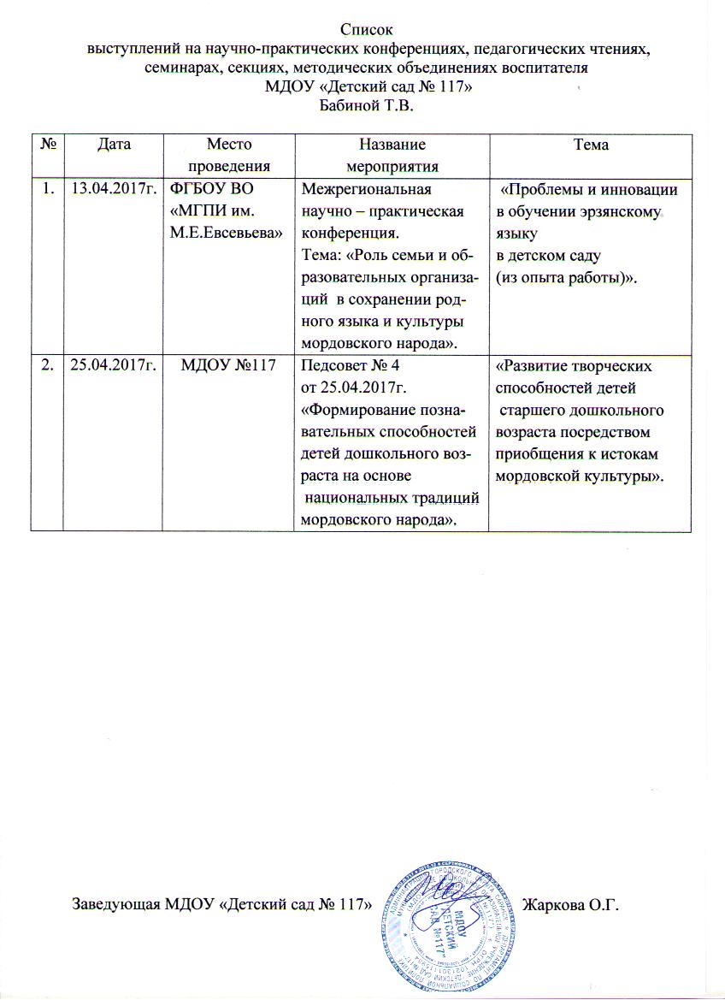 Список
выступлений на научно-практических конференциях, педагогических чтениях,
семинарах, секциях, методических объединениях воспитателя
МДОУ «Детский сад № 117»
Бабиной Т.В.
№ Дата Место проведения Название мероприятия Тема
1. 13.04.2017г.
ФГБОУ ВО
«МГПИ им.
М.Е.Евсевьева»
Межрегиональная
научно – практическая
конференция.
Тема: «Роль семьи и об-
разовательных организа-
ций в сохранении род-
ного языка и культуры
мордовского народа».
«Проблемы и инновации
в обучении эрзянскому
языку
в детском саду
(из опыта работы)».
2. 25.04.2017г.
МДОУ №117
Педсовет № 4
от 25.04.2017г.
«Формирование позна-
вательных способностей
детей дошкольного воз-
раста на основе
национальных традиций
мордовского народа».
«Развитие творческих
способностей детей
старшего дошкольного
возраста посредством
приобщения к истокам
мордовской культуры».
Заведующая МДОУ «Детский сад № 117» Жаркова О.Г.
МДОУ
"ДЕТСКИЙ
САД №117"